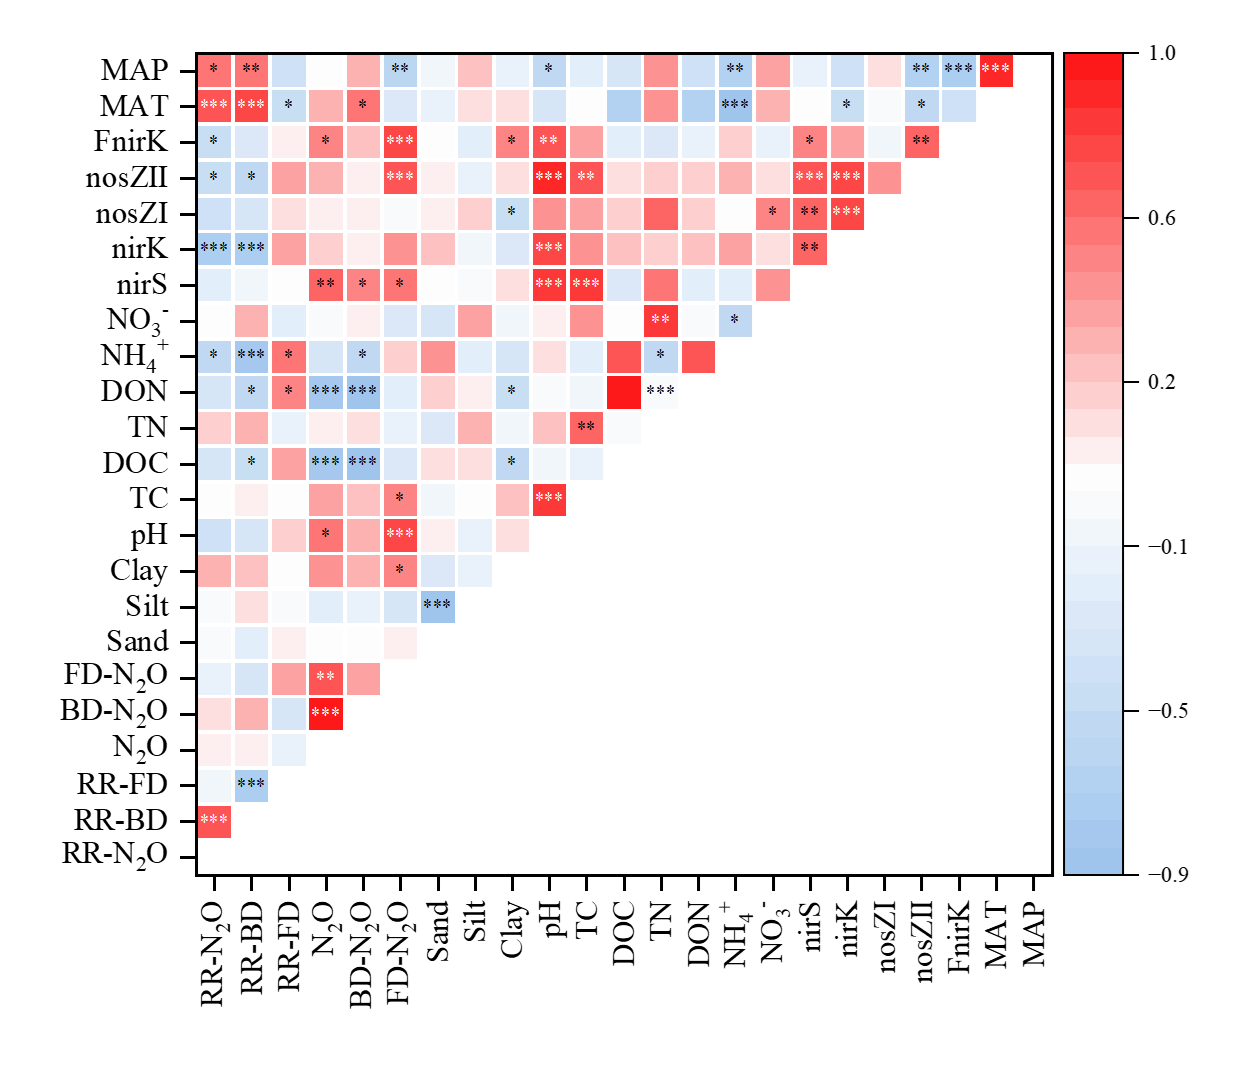 MAP * ** ** * ** ** *** ***
MAT *** *** * * *** * *
FnirK * * *** * ** * **
nosZII * * *** *** ** *** ***
nosZI * * ** ***
nirK *** *** *** **
nirS ** * * *** ***
NO3- ** *
NH4+ * *** * * *
DON * * *** *** * ***
TN **
DOC * *** *** *
TC * ***
pH * ***
Clay *
Silt ***
Sand
FD-N2O **
BD-N2O ***
N2O
RR-FD ***
RR-BD ***
RR-N2O
RR-N2O RR-BD RR-FD N2O BD-N2O FD-N2O Sand Silt Clay pH TC DOC TN DON NH4+ NO3- nirS nirK nosZI nosZII FnirK MAT MAP
1.0
0.6
0.2
−0.1
−0.5
−0.9